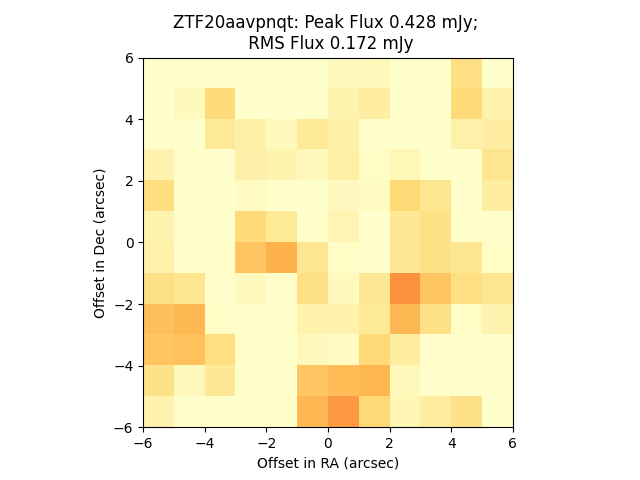 ZTF20aavpnqt: Peak Flux 0.428 mJy;
RMS Flux 0.172 mJy
6
4
2
0
−2
−4
−6
Offset in Dec (arcsec)
−6 −4 −2 0 2 4 6
Offset in RA (arcsec)